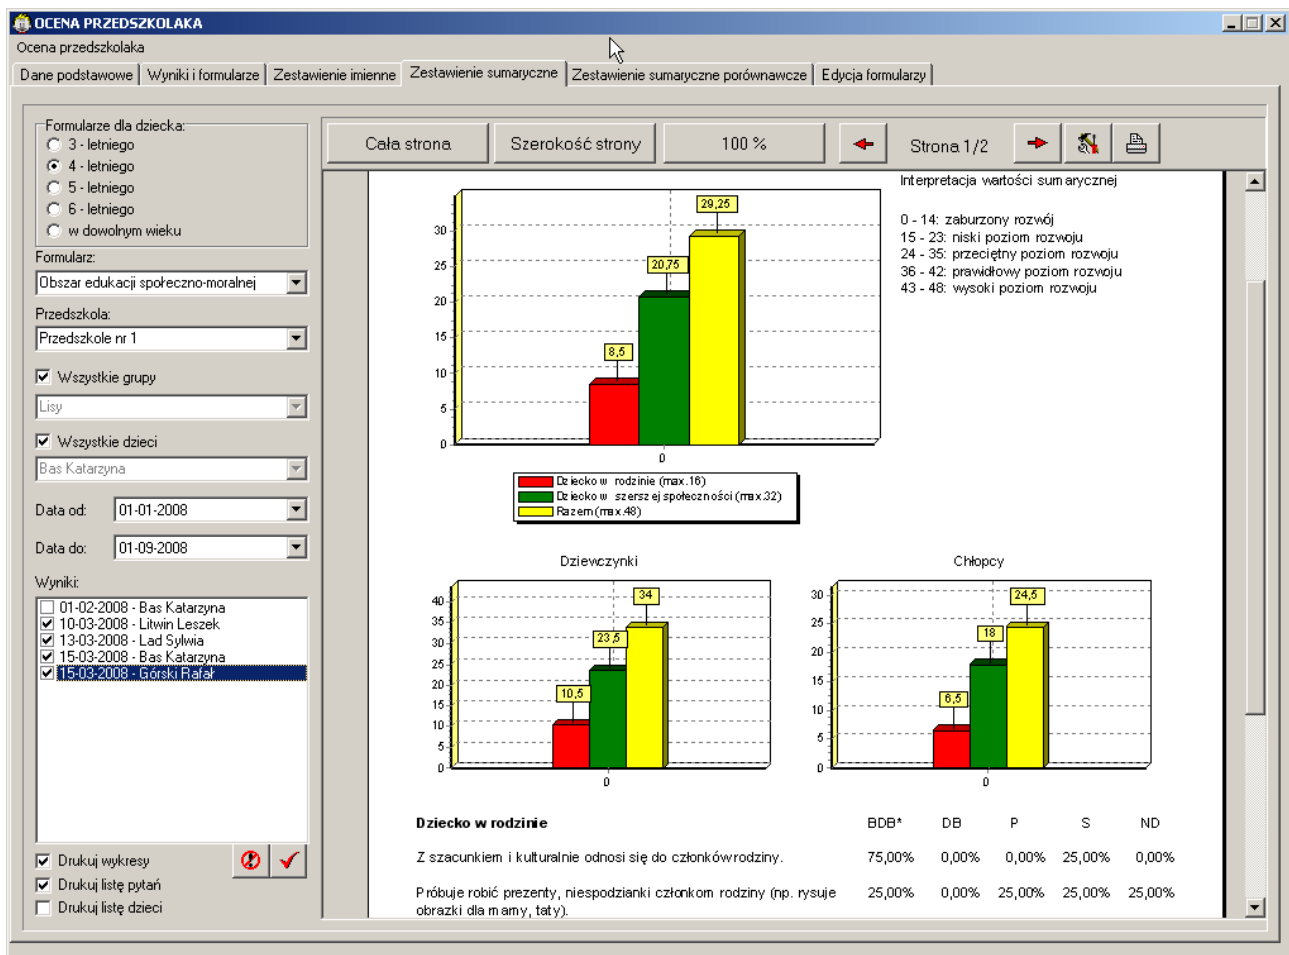 OCENA PRZEDSZKOLAKA
Ocena przedszkolaka
Dane podstawowe
Wyniki i formularze
Zestawienie imienne
Zestawienie sumaryczne
Zestawienie sumaryczne porównawcze
Edycja formularzy
Formularze dla dziecka:
3 - letniego
4 - letniego
5 - letniego
6 - letniego
w dowolnym wieku
Formularz:
Obszar edukacji społeczno-moralnej
Przedszkola:
Przedszkole nr 1
Wszystkie grupy
Lisy
Wszystkie dzieci
Bas Katarzyna
Data od: 01-01-2008
Data do: 01-09-2008
Wyniki:
01-02-2008 - Bas Katarzyna
10-03-2008 - Litwin Leszek
13-03-2008 - Lad Sylwia
15-03-2008 - Bas Katarzyna
15-03-2008 - Górski Rafał
Drukuj wykresy
Drukuj listę pytań
Drukuj listę dzieci
Cała strona
Szerokość strony
100 %
Strona 1/2
29,25
20,75
8,5
30
25
20
15
10
5
0
0
Dziecko w rodzinie (max.16)
Dziecko w szerszej społeczności (max.32)
Razem (max.48)
Interpretacja wartości sumarycznej
0 - 14: zaburzony rozwój
15 - 23: niski poziom rozwoju
24 - 35: przeciętny poziom rozwoju
36 - 42: prawidłowy poziom rozwoju
43 - 48: wysoki poziom rozwoju
Dziewczynki
34
23,5
10,5
40
35
30
25
20
15
10
5
0
0
Chłopcy
24,5
18
6,5
30
25
20
15
10
5
0
0
Dziecko w rodzinie BDB* DB P S ND
Z szacunkiem i kulturalnie odnosi się do członków rodziny. 75,00% 0,00% 0,00% 25,00% 0,00%
Próbuje robić prezenty, niespodzianki członkom rodziny (np. rysuje 25,00% 0,00% 25,00% 25,00% 25,00%
obrazki dla mamy, taty).